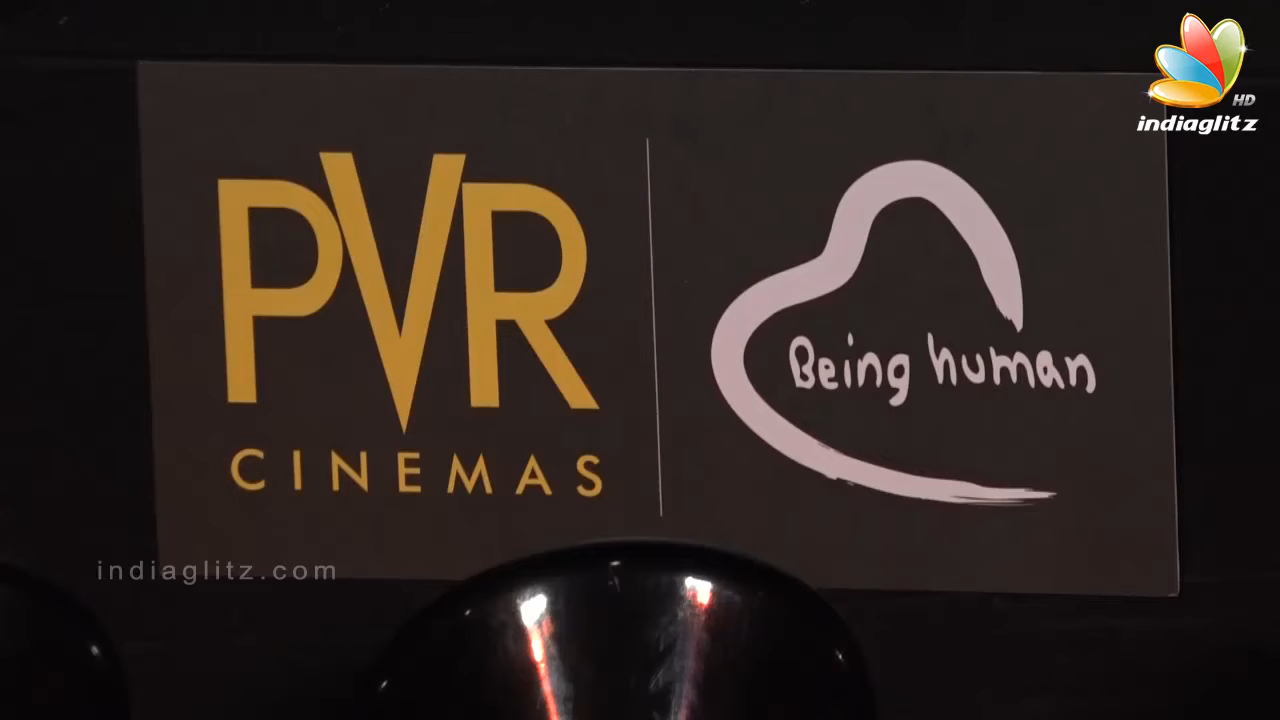 HD
indiaglitz
PVR
CINEMAS
Being human
indiaglitz.com